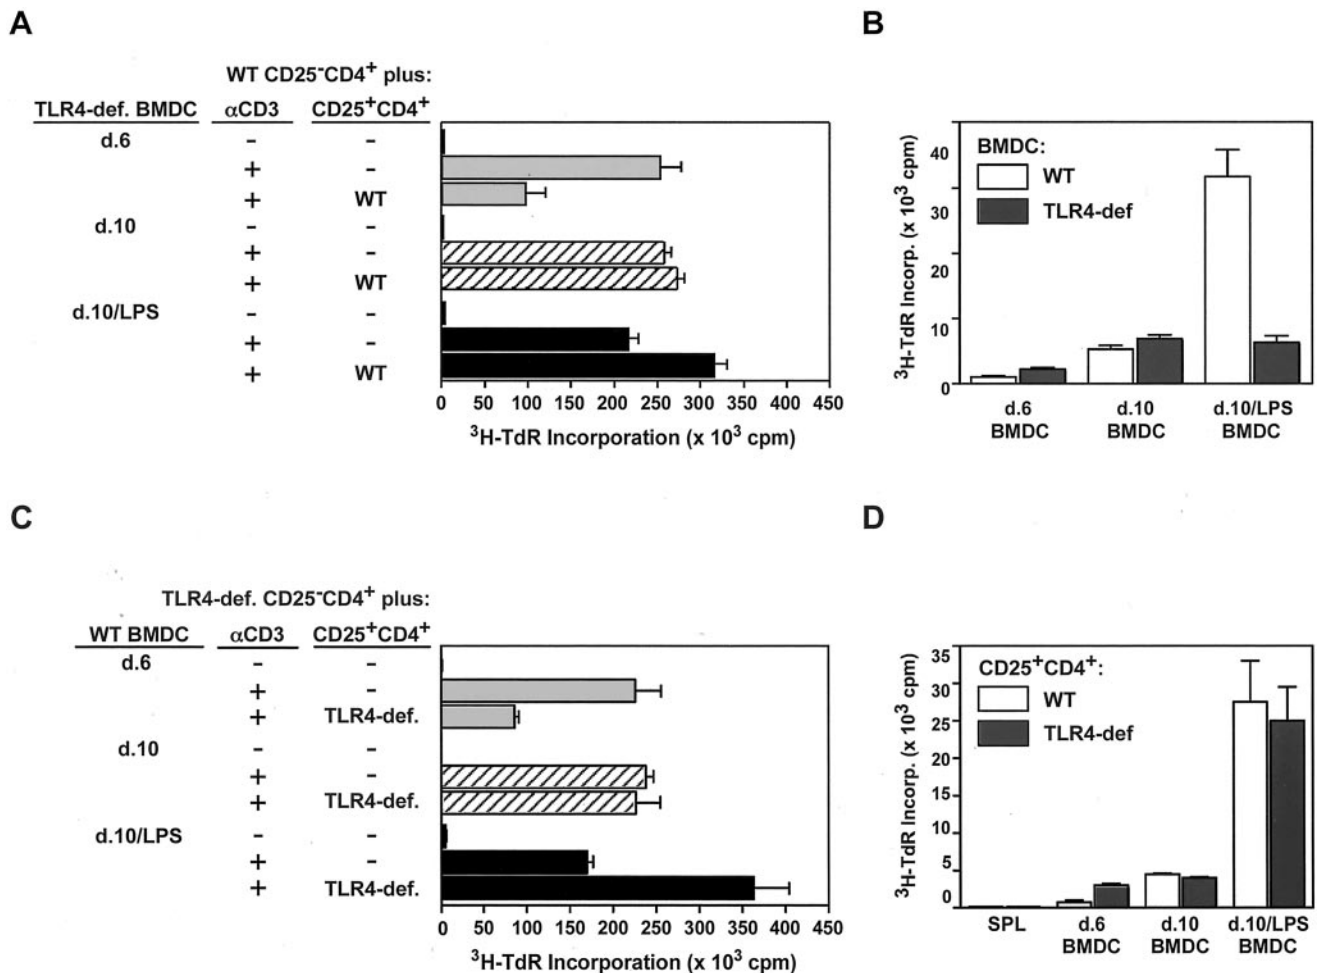 A
WT CD25⁻CD4⁺ plus:
TLR4-def. BMDC αCD3 CD25⁺CD4⁺
d.6 - -
+ -
+ WT
d.10 - -
+ -
+ WT
d.10/LPS - -
+ -
+ WT
0 50 100 150 200 250 300 350 400 450
³H-TdR Incorporation (x 10³ cpm)
B
³H-TdR Incorp. (x 10³ cpm)
40
30
20
10
0
BMDC:
WT
TLR4-def
d.6 d.10 d.10/LPS
BMDC BMDC BMDC
C
TLR4-def. CD25⁻CD4⁺ plus:
WT BMDC αCD3 CD25⁺CD4⁺
d.6 - -
+ -
+ TLR4-def.
d.10 - -
+ -
+ TLR4-def.
d.10/LPS - -
+ -
+ TLR4-def.
0 50 100 150 200 250 300 350 400 450
³H-TdR Incorporation (x 10³ cpm)
D
³H-TdR Incorp. (x 10³ cpm)
35
30
25
20
15
10
5
0
CD25⁺CD4⁺:
WT
TLR4-def
SPL d.6 d.10 d.10/LPS
BMDC BMDC BMDC